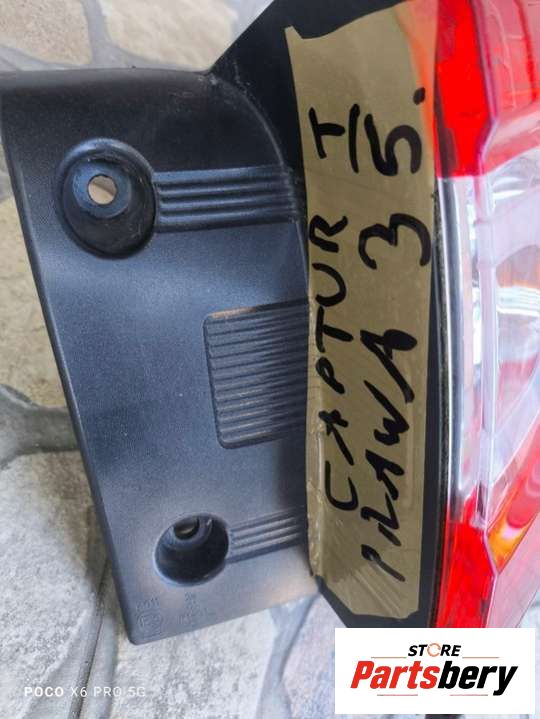 CAPTUR T
PRAWA 3/5.
POCO X6 PRO 5G
STORE
Partsbery